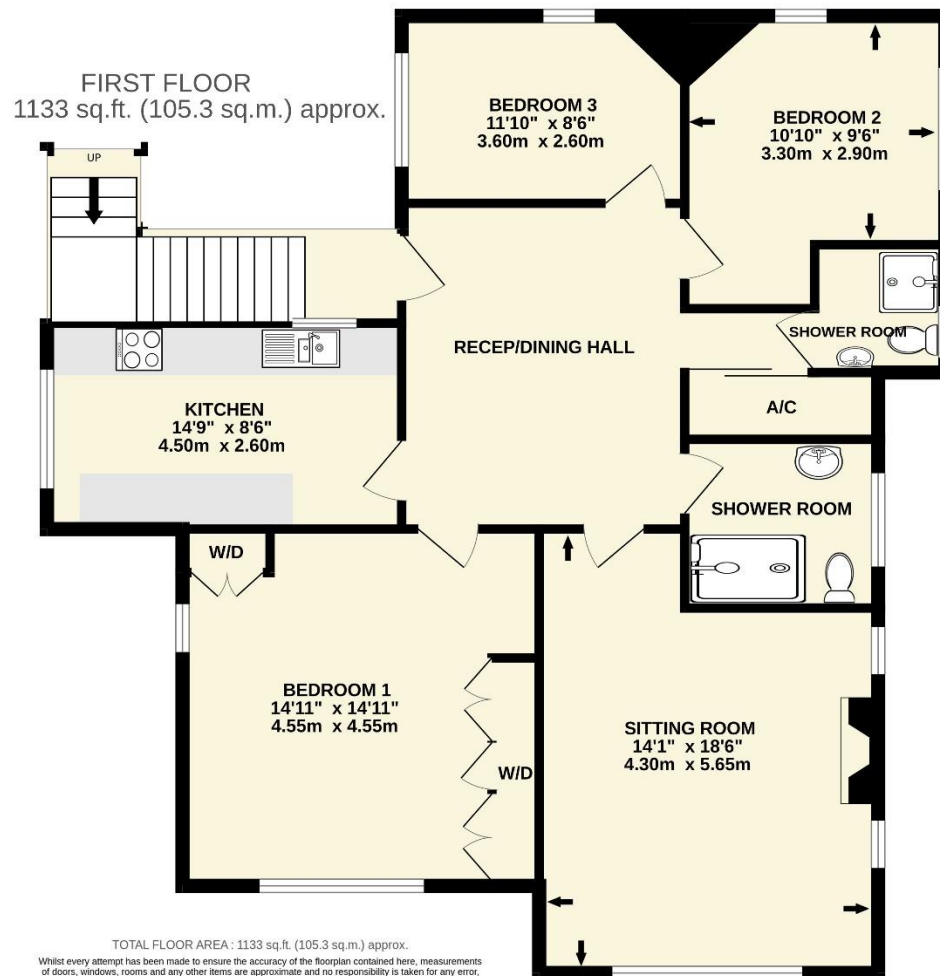 FIRST FLOOR
1133 sq.ft. (105.3 sq.m.) approx.
UP
BEDROOM 3
11'10" x 8'6"
3.60m x 2.60m
BEDROOM 2
10'10" x 9'6"
3.30m x 2.90m
SHOWER ROOM
RECEP/DINING HALL
KITCHEN
14'9" x 8'6"
4.50m x 2.60m
A/C
SHOWER ROOM
W/D
BEDROOM 1
14'11" x 14'11"
4.55m x 4.55m
W/D
SITTING ROOM
14'1" x 18'6"
4.30m x 5.65m
TOTAL FLOOR AREA : 1133 sq.ft. (105.3 sq.m.) approx.
Whilst every attempt has been made to ensure the accuracy of the floorplan contained here, measurements
of doors, windows, rooms and any other items are approximate and no responsibility is taken for any error,